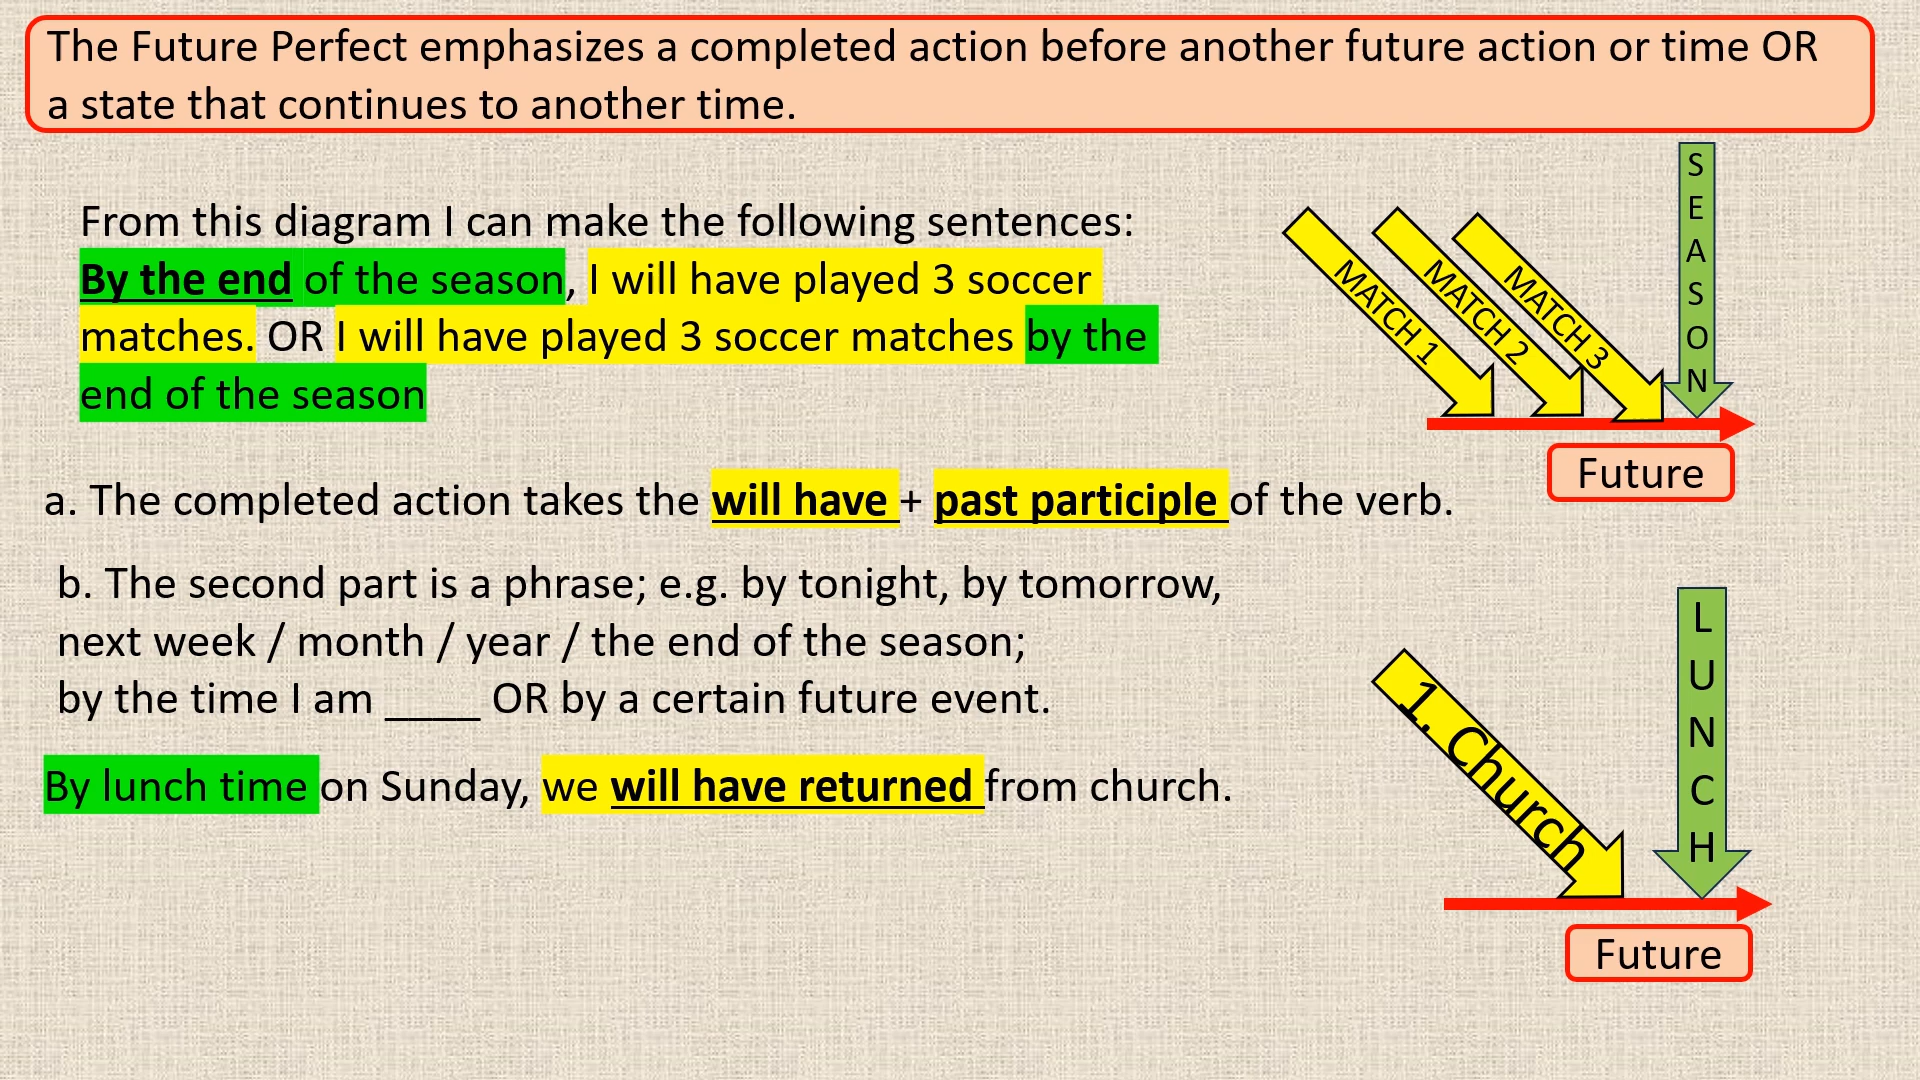 The Future Perfect emphasizes a completed action before another future action or time OR
a state that continues to another time.
From this diagram I can make the following sentences:
By the end of the season, I will have played 3 soccer
matches. OR I will have played 3 soccer matches by the
end of the season
MATCH 1
MATCH 2
MATCH 3
SEASON
Future
a. The completed action takes the will have + past participle of the verb.
b. The second part is a phrase; e.g. by tonight, by tomorrow,
next week / month / year / the end of the season;
by the time I am ____ OR by a certain future event.
By lunch time on Sunday, we will have returned from church.
1. Church
LUNCH
Future